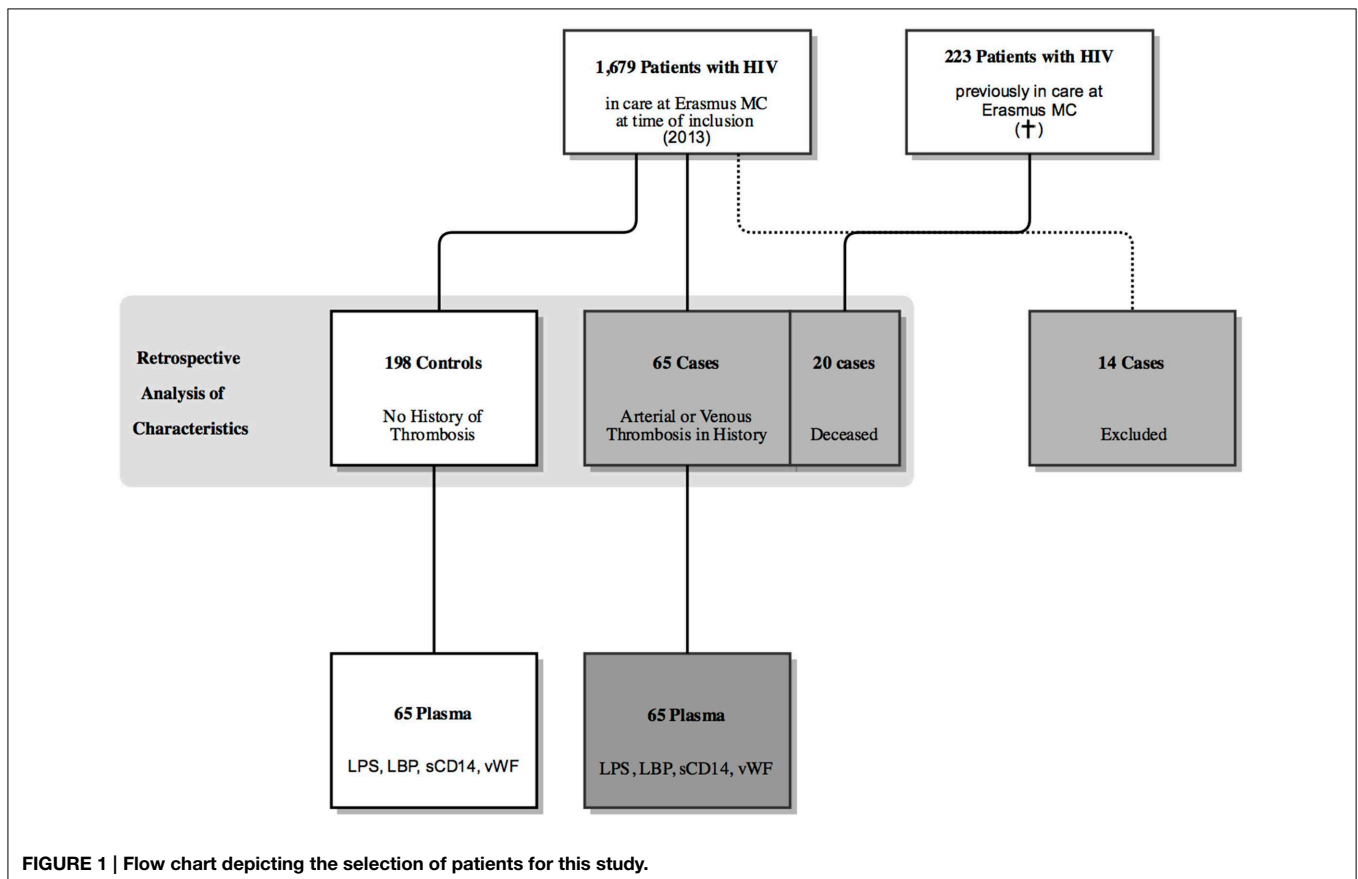 1,679 Patients with HIV
in care at Erasmus MC
at time of inclusion
(2013)
223 Patients with HIV
previously in care at
Erasmus MC
(✝)
Retrospective
Analysis of
Characteristics
198 Controls
No History of
Thrombosis
65 Cases
Arterial or Venous
Thrombosis in History
20 cases
Deceased
14 Cases
Excluded
65 Plasma
LPS, LBP, sCD14, vWF
65 Plasma
LPS, LBP, sCD14, vWF
FIGURE 1 | Flow chart depicting the selection of patients for this study.